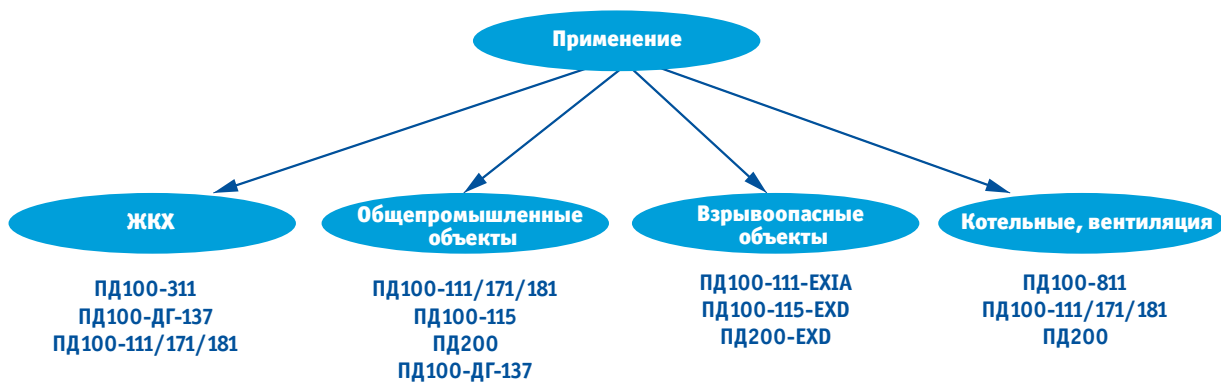 Применение
ЖКХ
ПД100-311
ПД100-ДГ-137
ПД100-111/171/181
Общепромышленные
объекты
ПД100-111/171/181
ПД100-115
ПД200
ПД100-ДГ-137
Взрывоопасные
объекты
ПД100-111-EXIA
ПД100-115-EXD
ПД200-EXD
Котельные, вентиляция
ПД100-811
ПД100-111/171/181
ПД200